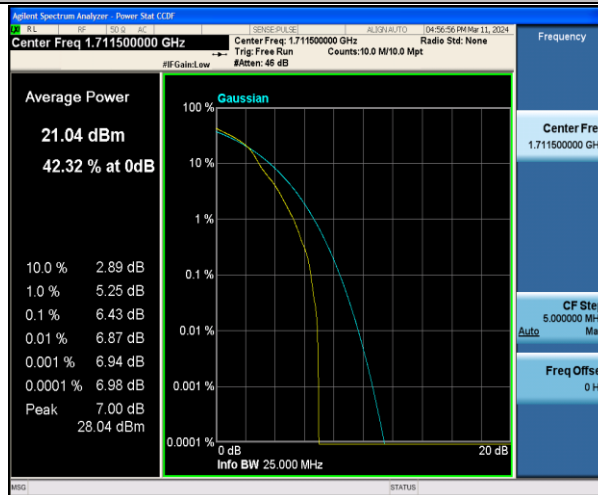 Agilent Spectrum Analyzer - Power Stat CCDF
RL RF 50 Ω AC SENSE:PULSE ALIGN AUTO 04:56:56 PM Mar 11, 2024
Center Freq 1.711500000 GHz
Center Freq: 1.711500000 GHz Radio Std: None
Trig: Free Run Counts:10.0 M/10.0 Mpt
#IFGain:Low #Atten: 46 dB
Frequency
Average Power
21.04 dBm
42.32 % at 0dB
10.0 % 2.89 dB
1.0 % 5.25 dB
0.1 % 6.43 dB
0.01 % 6.87 dB
0.001 % 6.94 dB
0.0001 % 6.98 dB
Peak 7.00 dB
28.04 dBm
Gaussian
100 %
10 %
1 %
0.1 %
0.01 %
0.001 %
0.0001 %
0 dB 20 dB
Info BW 25.000 MHz
Center Fre
1.711500000 GH
CF Ste
5.000000 MH
Auto Ma
Freq Offse
0 H
MSG STATUS